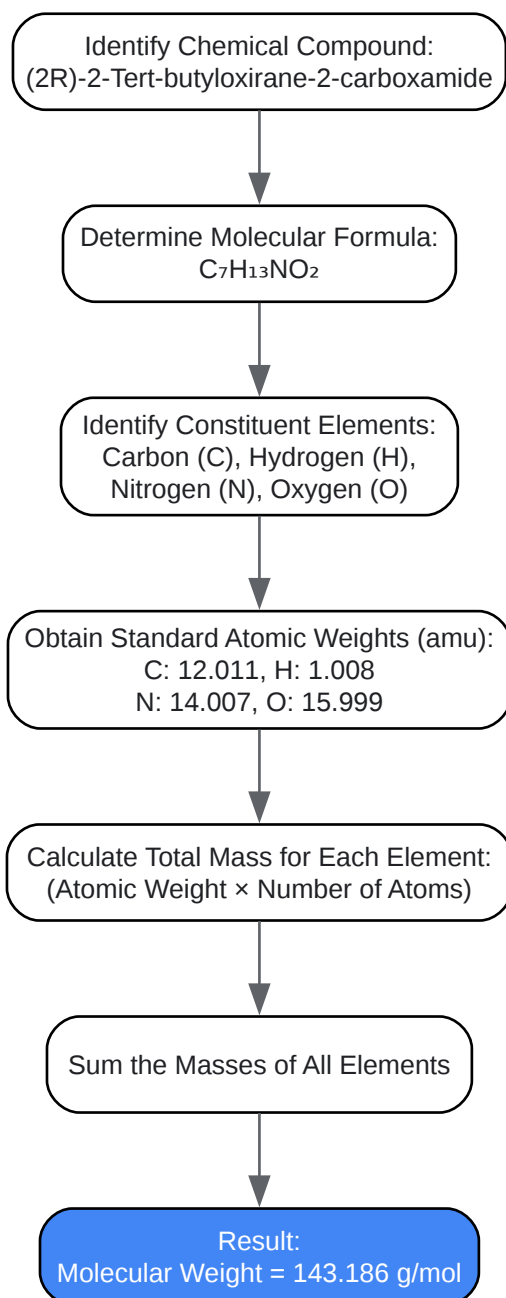 Identify Chemical Compound:
(2R)-2-Tert-butyloxirane-2-carboxamide
Determine Molecular Formula:
C₇H₁₃NO₂
Identify Constituent Elements:
Carbon (C), Hydrogen (H),
Nitrogen (N), Oxygen (O)
Obtain Standard Atomic Weights (amu):
C: 12.011, H: 1.008
N: 14.007, O: 15.999
Calculate Total Mass for Each Element:
(Atomic Weight × Number of Atoms)
Sum the Masses of All Elements
Result:
Molecular Weight = 143.186 g/mol